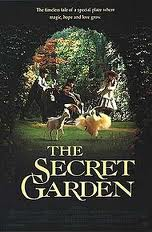 The timeless tale of a special place where
magic, hope and love grow.
THE
SECRET
GARDEN